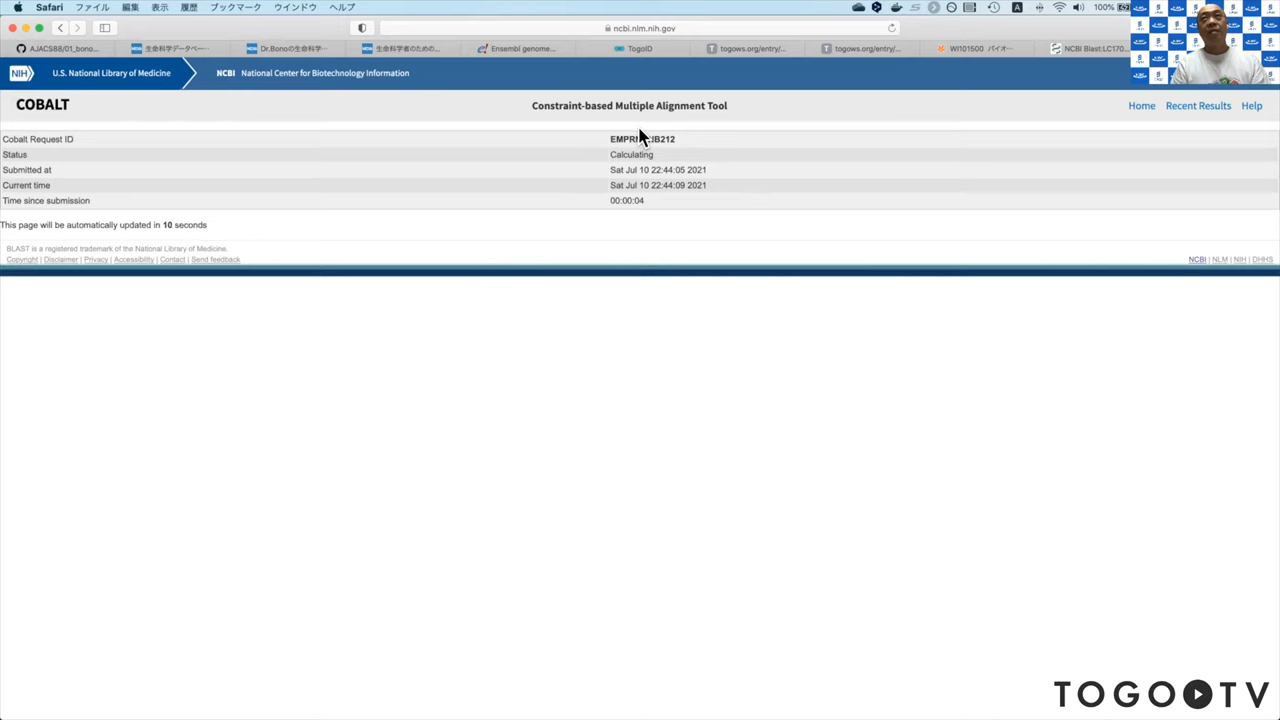 Safari ファイル 編集 表示 履歴 ブックマーク ウインドウ ヘルプ A 100%
ncbi.nlm.nih.gov
AJACS88/01_bono... 生命科学データベー… Dr.Bonoの生命科学… 生命科学者のための… Ensembl genome... TogoID togows.org/entry/... togows.org/entry/... WI101500 バイオ… NCBI Blast:LC170...
NIH U.S. National Library of Medicine NCBI National Center for Biotechnology Information
COBALT Constraint-based Multiple Alignment Tool Home Recent Results Help
Cobalt Request ID
Status Calculating
Submitted at Sat Jul 10 22:44:05 2021
Current time Sat Jul 10 22:44:09 2021
Time since submission 00:00:04
This page will be automatically updated in 10 seconds
BLAST is a registered trademark of the National Library of Medicine.
Copyright | Disclaimer | Privacy | Accessibility | Contact | Send feedback NCBI | NLM | NIH | DHHS
TOGO TV